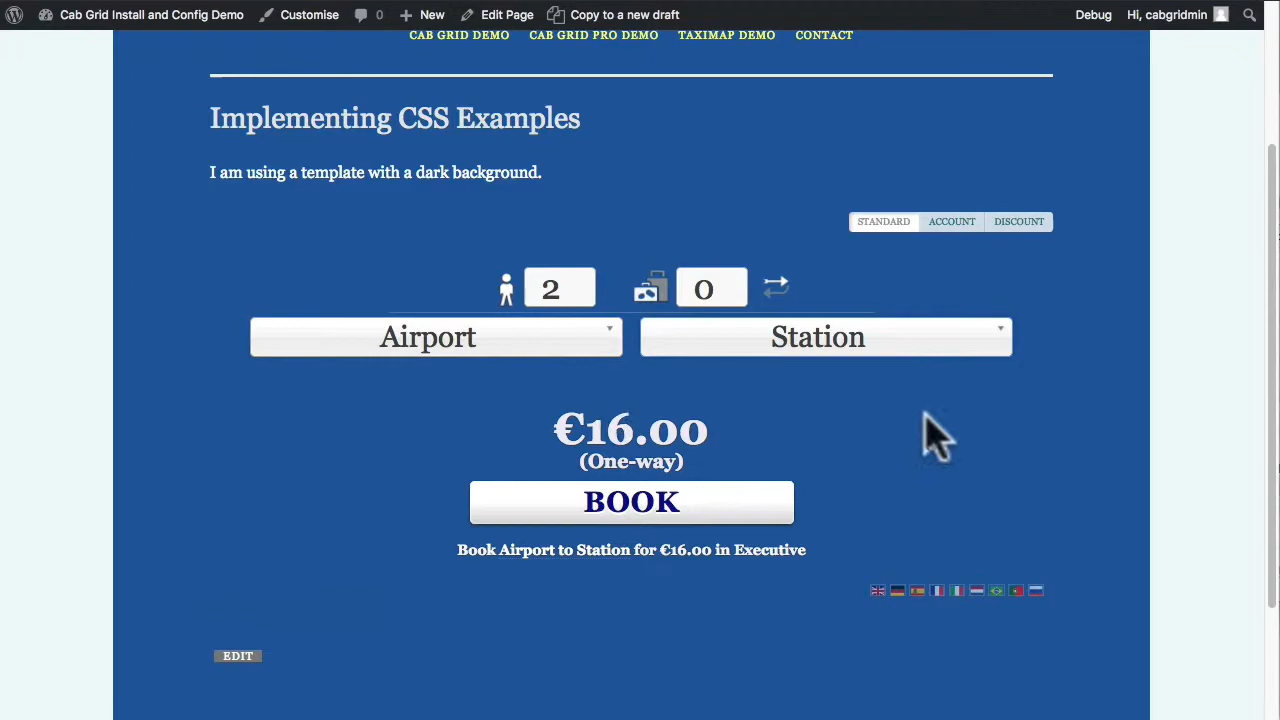 Cab Grid Install and Config Demo Customise 0 New Edit Page Copy to a new draft Debug Hi, cabgridmin
CAB GRID DEMO CAB GRID PRO DEMO TAXIMAP DEMO CONTACT
Implementing CSS Examples
I am using a template with a dark background.
STANDARD ACCOUNT DISCOUNT
2 0
Airport Station
€16.00
(One-way)
BOOK
Book Airport to Station for €16.00 in Executive
EDIT